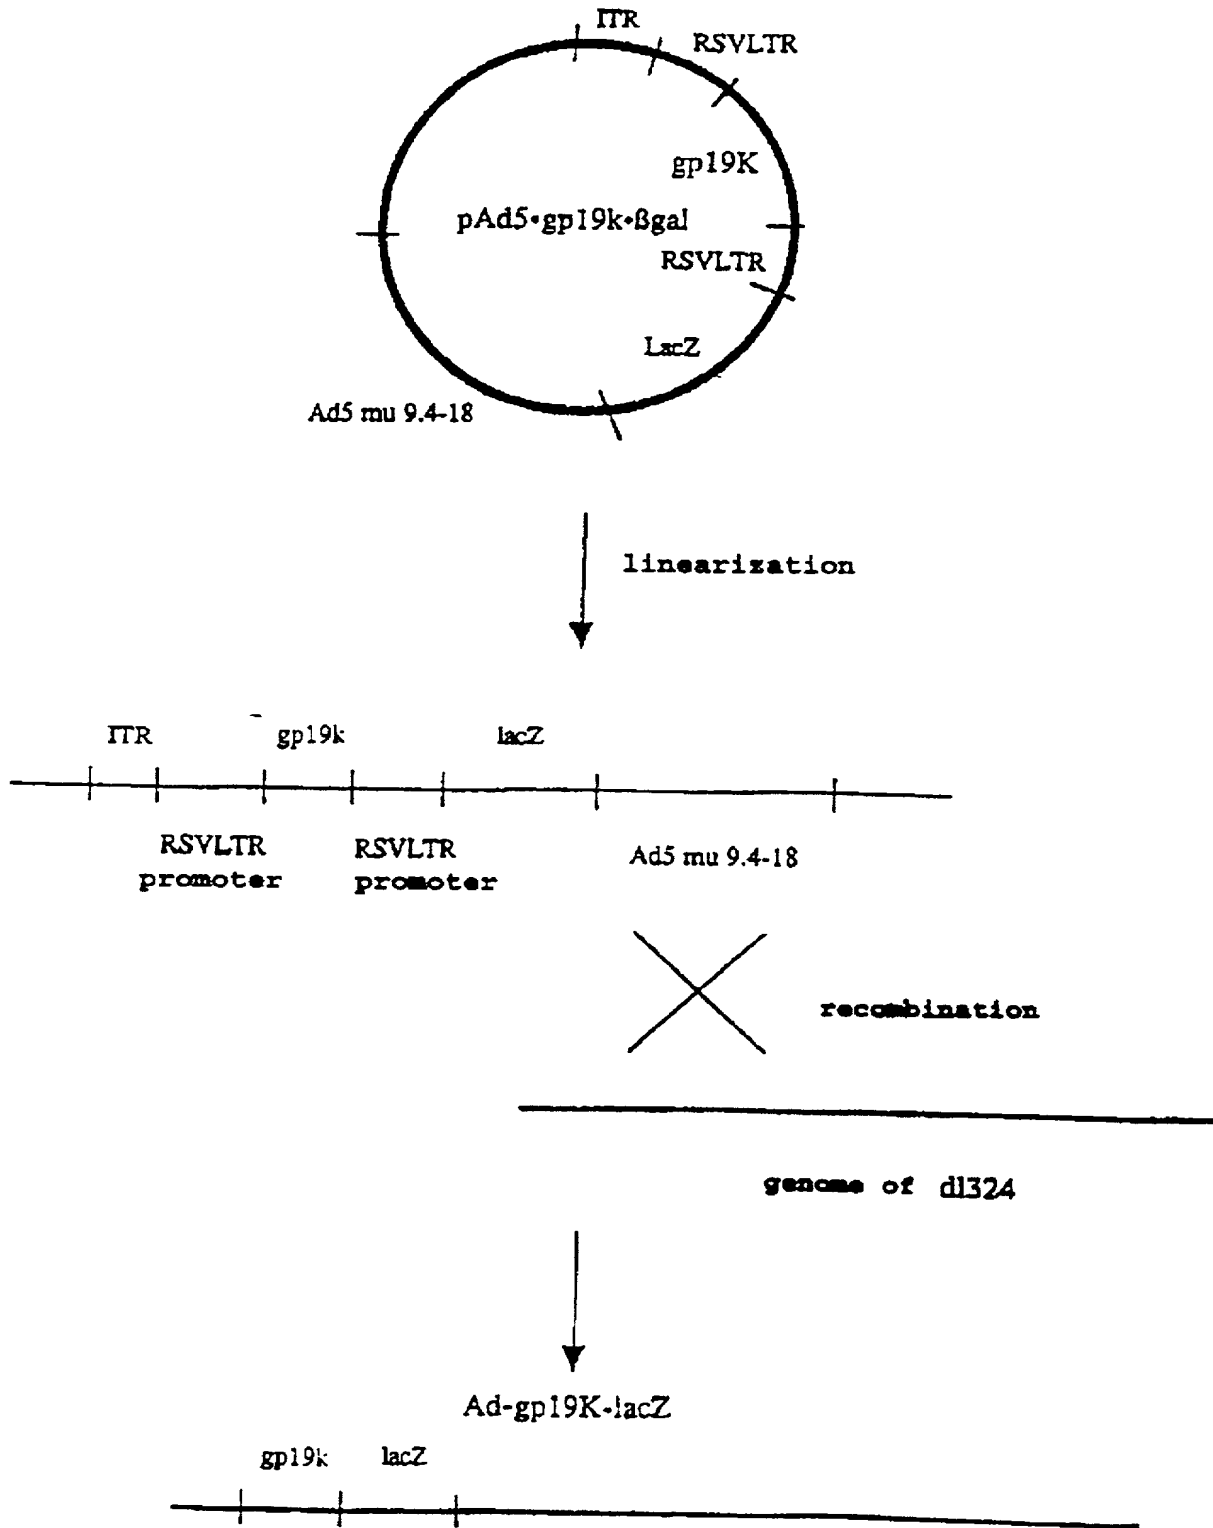 ITR
RSVLTR
gp19K
pAd5•gp19k•ßgal
RSVLTR
LacZ
Ad5 mu 9.4-18
linearization
ITR
gp19k
lacZ
RSVLTR
promoter
RSVLTR
promoter
Ad5 mu 9.4-18
recombination
genome of dl324
Ad-gp19K-lacZ
gp19k
lacZ